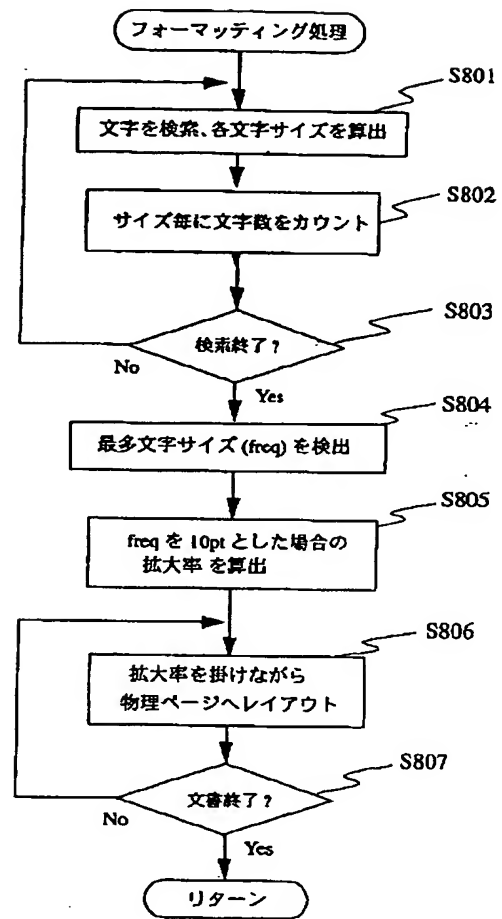 フォーマッティング処理
S801
文字を検索、各文字サイズを算出
S802
サイズ毎に文字数をカウント
S803
検索終了?
No
Yes
S804
最多文字サイズ(freq)を検出
S805
freqを10ptとした場合の
拡大率を算出
S806
拡大率を掛けながら
物理ページへレイアウト
S807
文書終了?
No
Yes
リターン